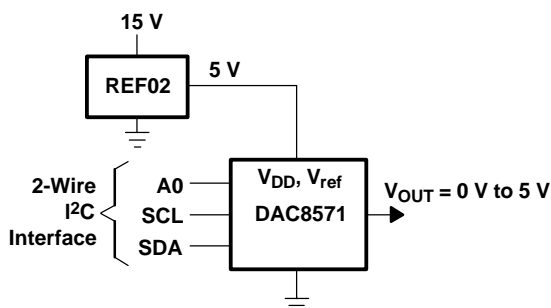 15 V
REF02
5 V
2-Wire
I²C
Interface
A0
SCL
SDA
VDD, Vref
DAC8571
VOUT = 0 V to 5 V